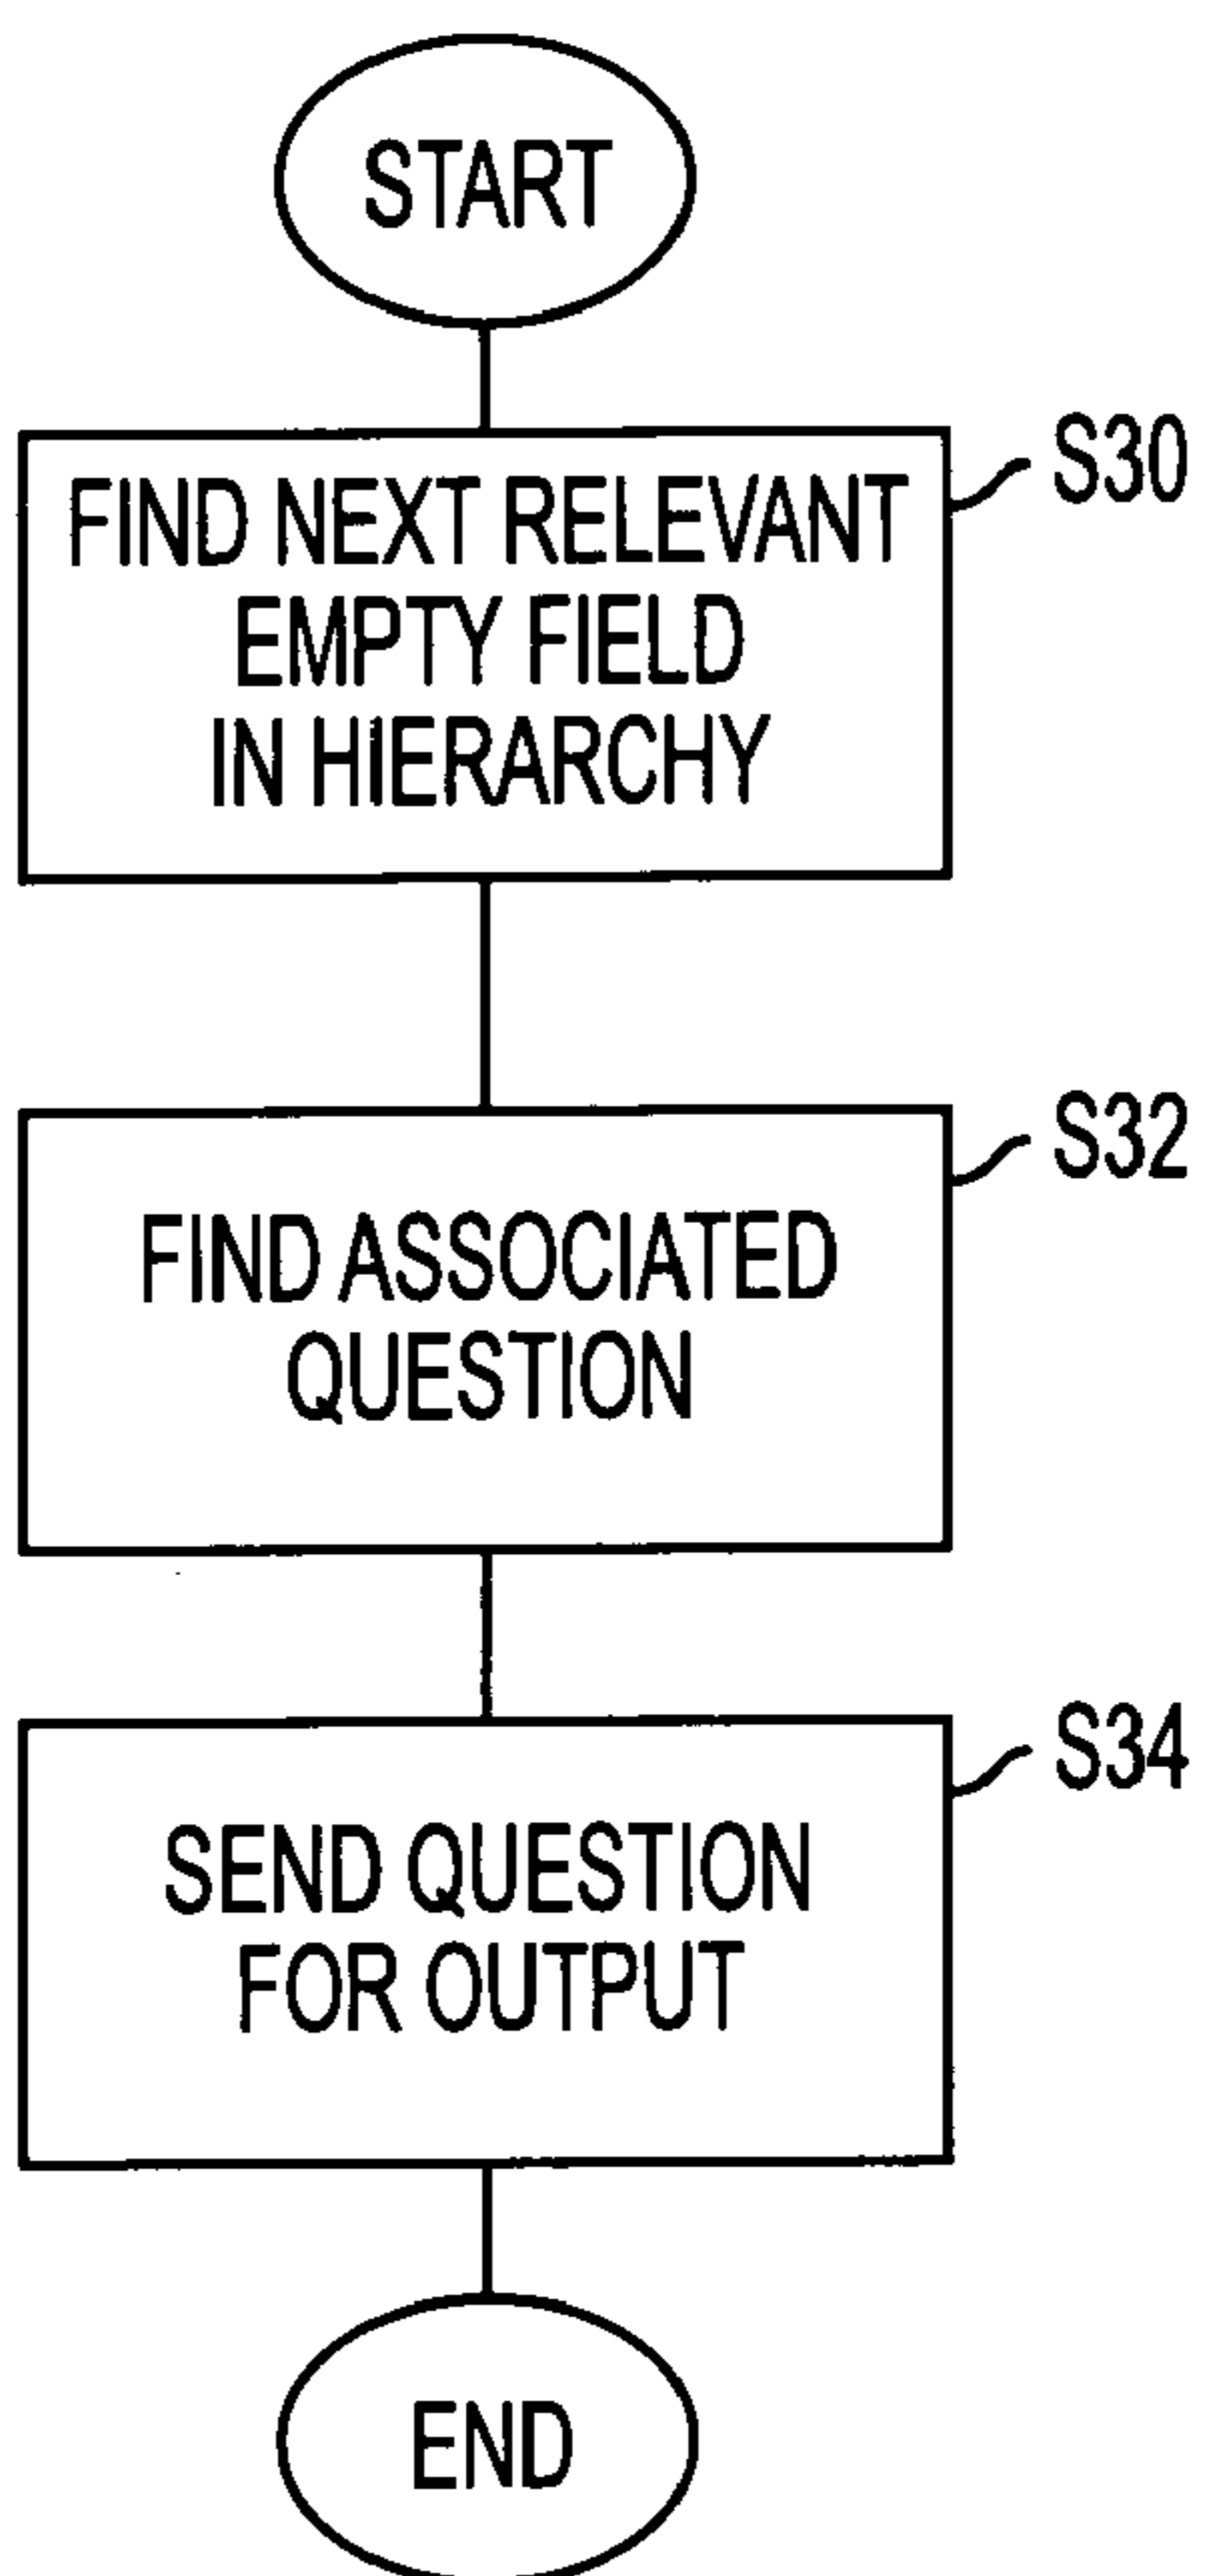 START
S30
FIND NEXT RELEVANT
EMPTY FIELD
IN HIERARCHY
S32
FIND ASSOCIATED
QUESTION
S34
SEND QUESTION
FOR OUTPUT
END